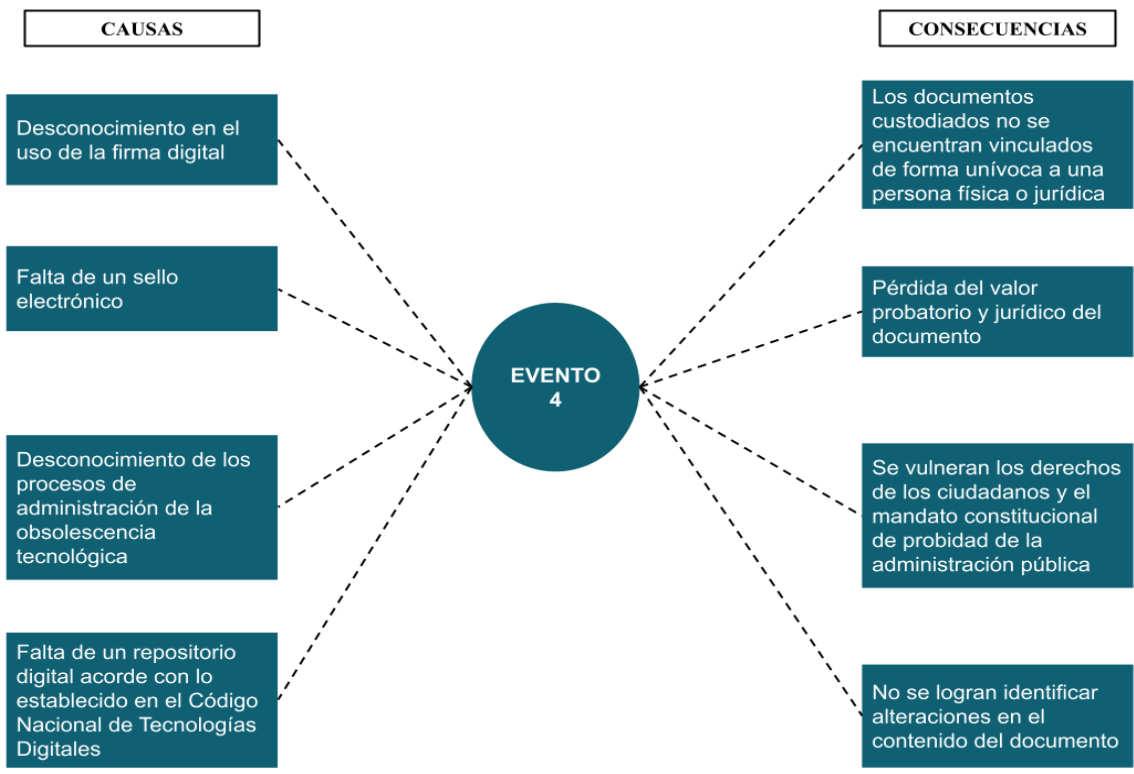 CAUSAS
Desconocimiento en el
uso de la firma digital
Falta de un sello
electrónico
Desconocimiento de los
procesos de
administración de la
obsolescencia
tecnológica
Falta de un repositorio
digital acorde con lo
establecido en el Código
Nacional de Tecnologías
Digitales
EVENTO
4
CONSECUENCIAS
Los documentos
custodiados no se
encuentran vinculados
de forma unívoca a una
persona física o jurídica
Pérdida del valor
probatorio y jurídico del
documento
Se vulneran los derechos
de los ciudadanos y el
mandato constitucional
de probidad de la
administración pública
No se logran identificar
alteraciones en el
contenido del documento